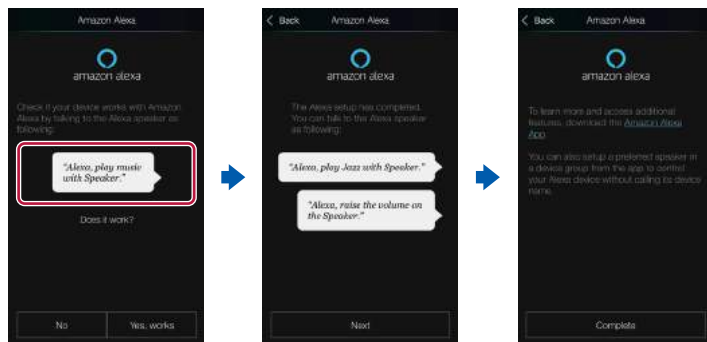 Amazon Alexa
amazon alexa
Check if your device works with Amazon
Alexa by talking to the Alexa speaker as
following:
"Alexa, play music
with Speaker."
Does it work?
No
Yes, works
Back
Amazon Alexa
amazon alexa
The Alexa setup has completed.
You can talk to the Alexa speaker
as following:
"Alexa, play Jazz with Speaker."
"Alexa, raise the volume on
the Speaker."
Next
Back
Amazon Alexa
amazon alexa
To learn more and access additional
features, download the Amazon Alexa
App.
You can also setup a preferred speaker in
a device group from the app to control
your Alexa device without calling its device
name.
Complete